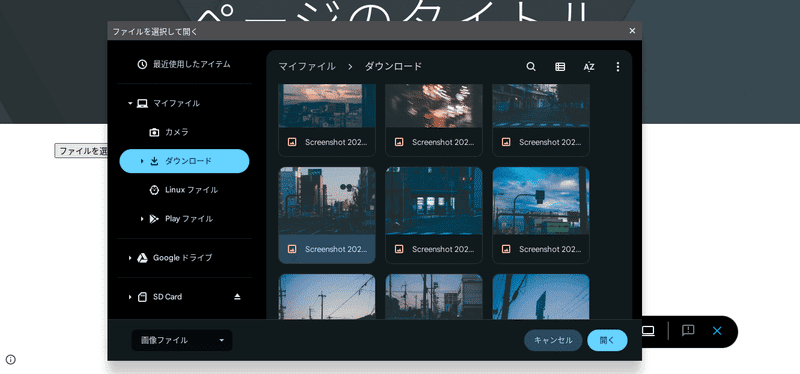 ページのタイトル
ファイルを選択して開く
最近使用したアイテム
マイファイル
カメラ
ダウンロード
Linux ファイル
Play ファイル
Google ドライブ
SD Card
マイファイル > ダウンロード
AZ
Screenshot 202...
Screenshot 202...
Screenshot 202...
Screenshot 202...
Screenshot 202...
Screenshot 202...
ファイルを選
画像ファイル
キャンセル
開く